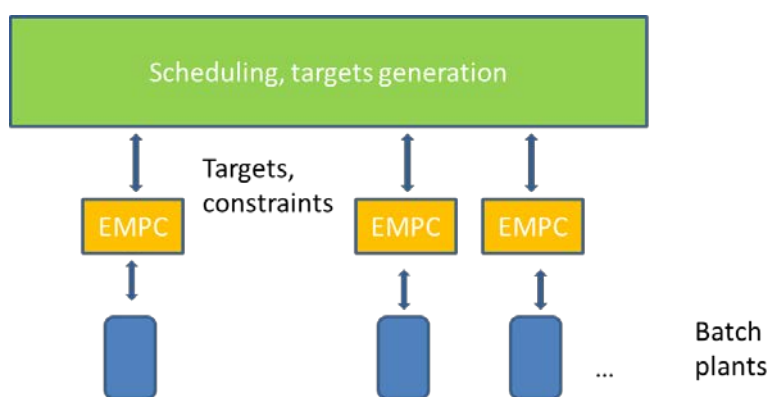 Scheduling, targets generation
Targets,
constraints
EMPC
EMPC
EMPC
Batch
plants
...